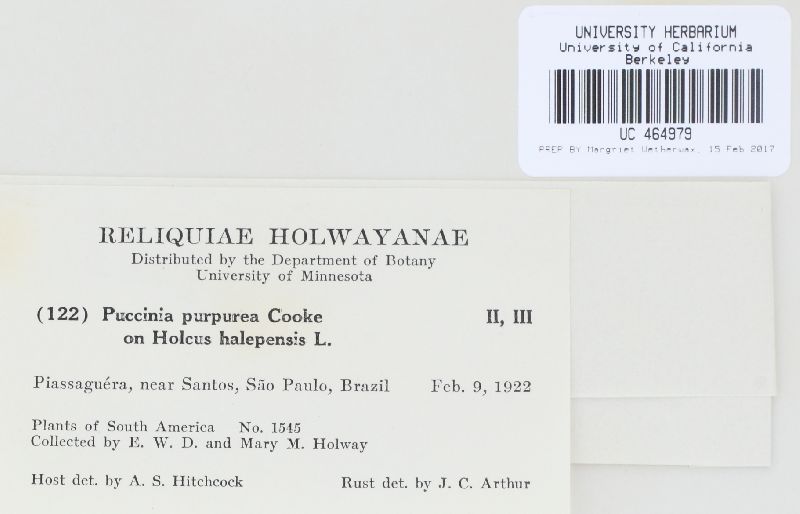 UNIVERSITY HERBARIUM
University of California
Berkeley
UC 464979
PREP BY Margriet Wetherwax, 15 Feb 2017
RELIQUIAE HOLWAYANAE
Distributed by the Department of Botany
University of Minnesota
(122) Puccinia purpurea Cooke II, III
on Holcus halepensis L.
Piassaguéra, near Santos, São Paulo, Brazil Feb. 9, 1922
Plants of South America No. 1545
Collected by E. W. D. and Mary M. Holway
Host det. by A. S. Hitchcock Rust det. by J. C. Arthur